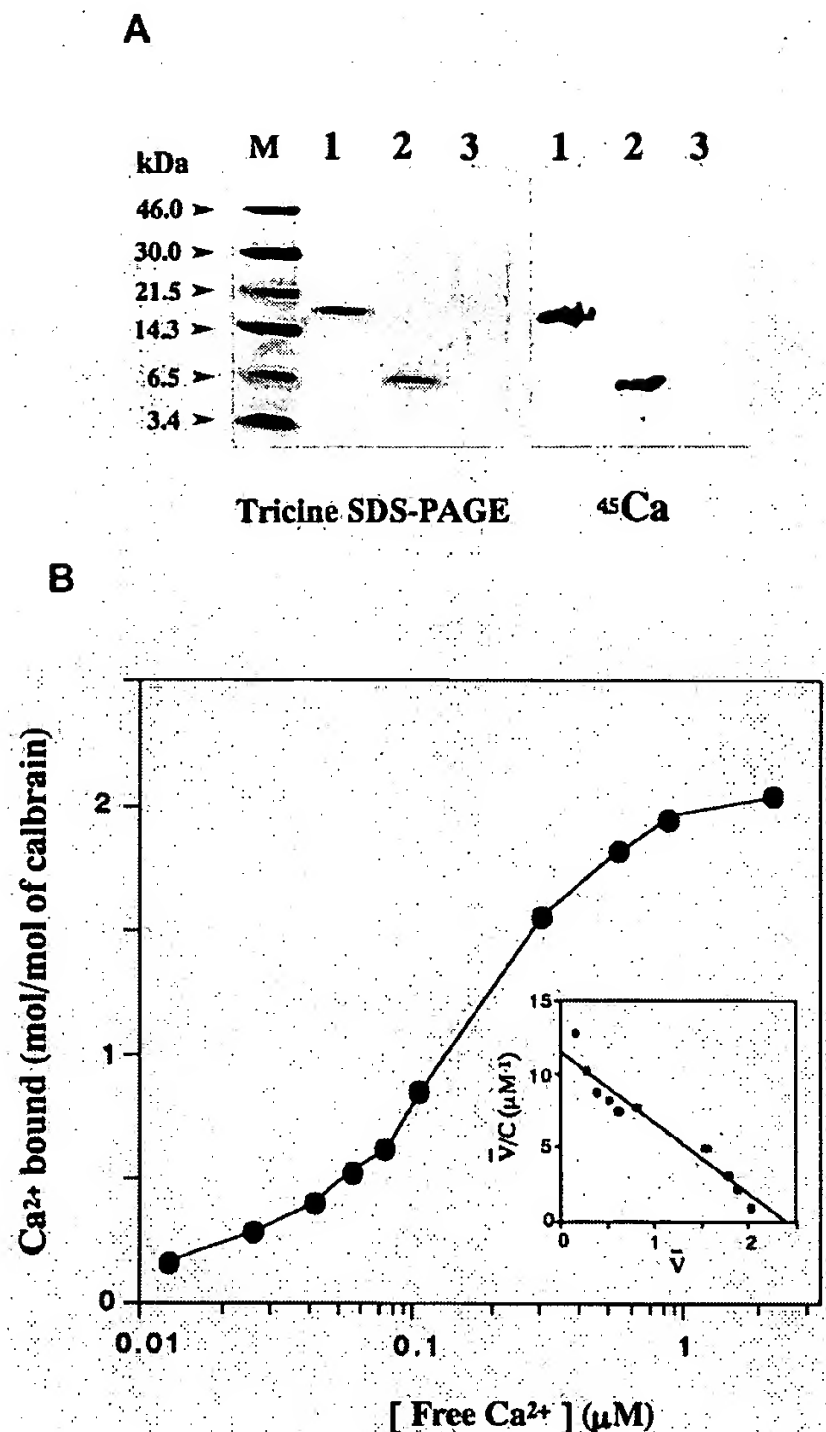 A
kDa M 1 2 3 1 2 3
46.0
30.0
21.5
14.3
6.5
3.4
Tricine SDS-PAGE 45Ca
B
Ca2+ bound (mol/mol of calbrain)
2
1
0
0.01 0.1 1
[ Free Ca2+ ] (μM)
V̄/C (μM-1)
15
10
5
0
0 1 2
V̄